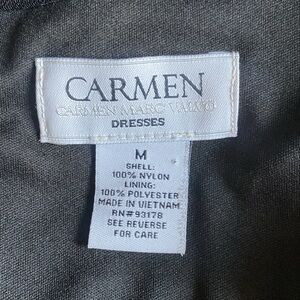 CARMEN
CARMEN MARC VALVO
DRESSES
M
SHELL:
100% NYLON
LINING:
100% POLYESTER
MADE IN VIETNAM
RN#93178
SEE REVERSE
FOR CARE